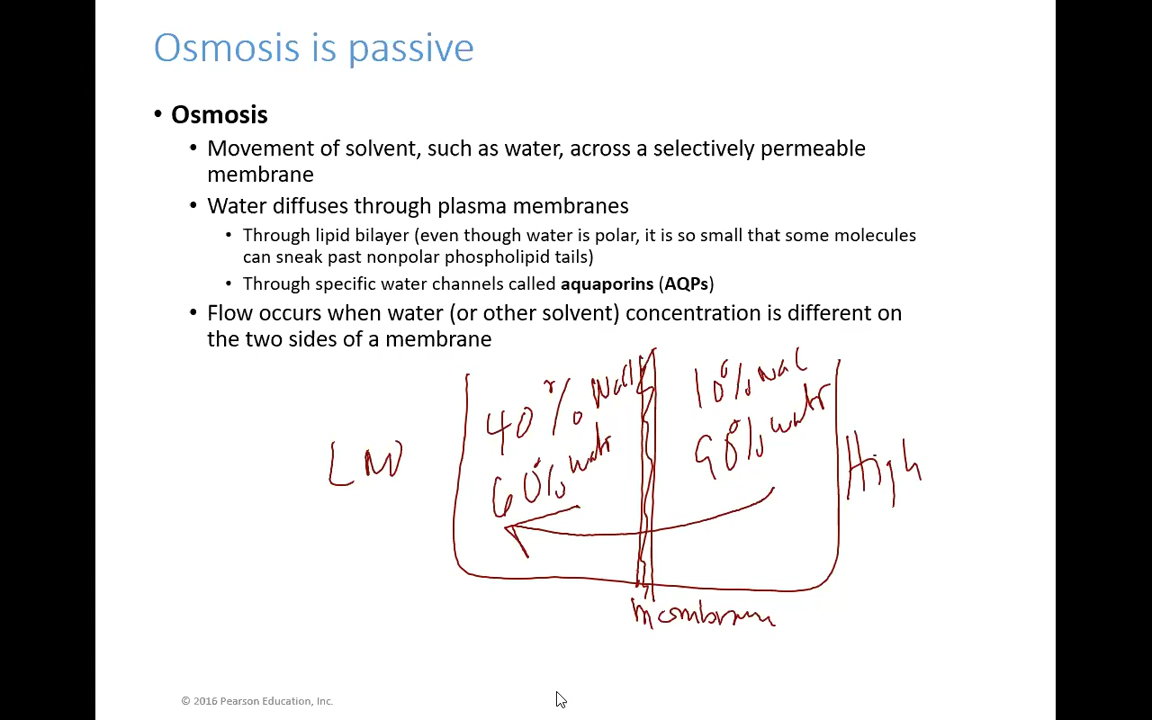 Osmosis is passive
• Osmosis
• Movement of solvent, such as water, across a selectively permeable
membrane
• Water diffuses through plasma membranes
• Through lipid bilayer (even though water is polar, it is so small that some molecules
can sneak past nonpolar phospholipid tails)
• Through specific water channels called aquaporins (AQPs)
• Flow occurs when water (or other solvent) concentration is different on
the two sides of a membrane
40% NaCl
60% water
10% NaCl
90% water
High
© 2016 Pearson Education, Inc.